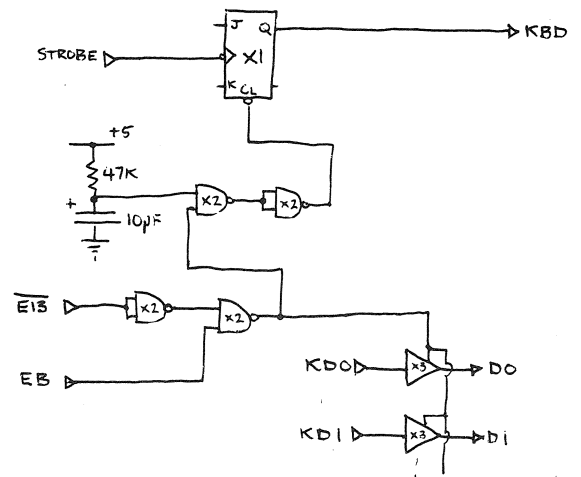 J Q
KBD
STROBE
X1
K CL
+5
47K
X2
X2
+
10µF
E13
X2
X2
EB
KD0
X3
D0
KD1
X3
D1